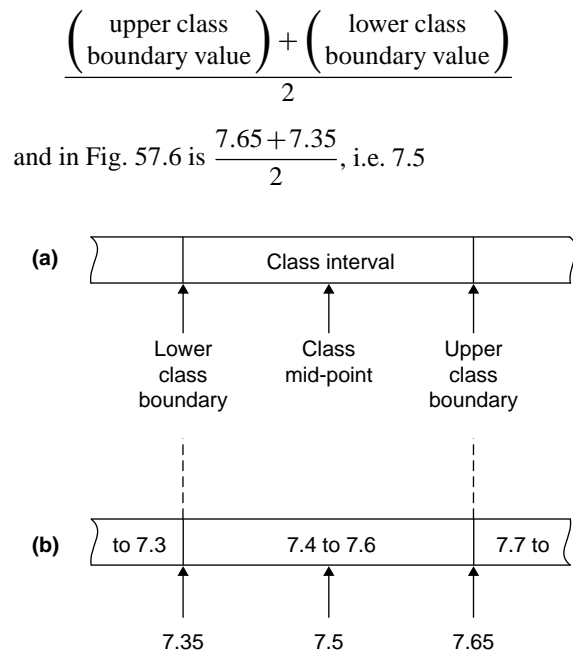 (upper class boundary value) + (lower class boundary value)
2
and in Fig. 57.6 is 7.65 + 7.35 / 2, i.e. 7.5
(a)
Class interval
Lower class boundary
Class mid-point
Upper class boundary
(b)
to 7.3
7.4 to 7.6
7.7 to
7.35
7.5
7.65